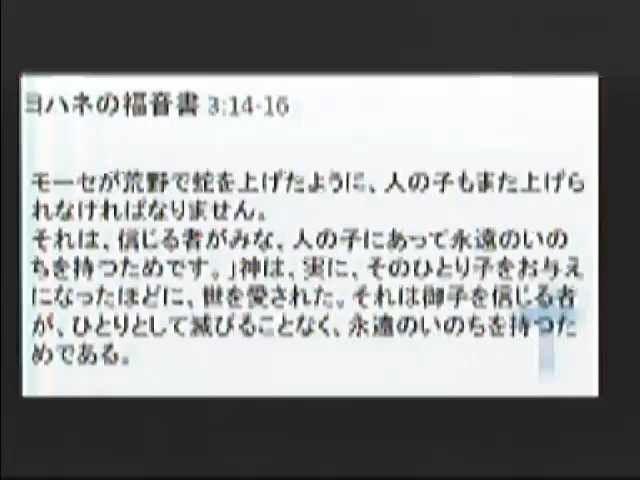 ヨハネの福音書 3:14-16
モーセが荒野で蛇を上げたように、人の子もまた上げら
れなければなりません。
それは、信じる者がみな、人の子にあって永遠のいの
ちを持つためです。」神は、実に、そのひとり子をお与え
になったほどに、世を愛された。それは御子を信じる者
が、ひとりとして滅びることなく、永遠のいのちを持つた
めである。